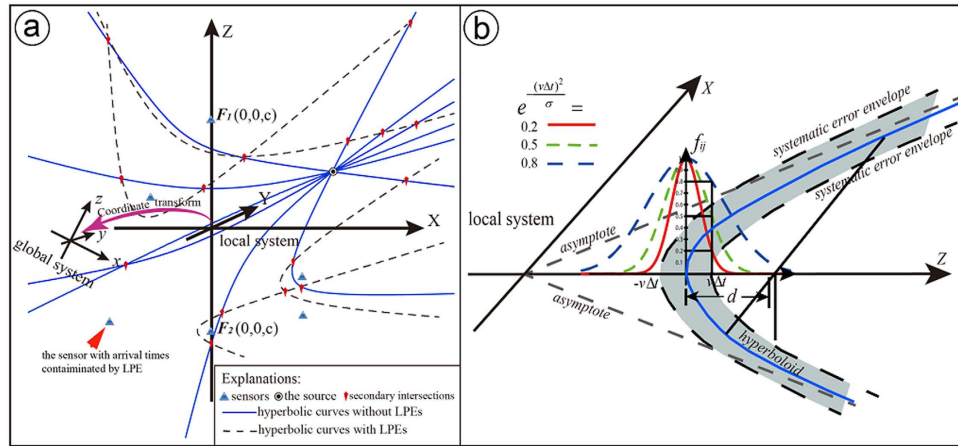 a
Z
F₁(0,0,c)
Coordinate transform
Y
X
z
y
x
global system
local system
F₂(0,0,c)
the sensor with arrival times
contaminated by LPE
Explanations:
sensors the source secondary intersections
hyperbolic curves without LPEs
hyperbolic curves with LPEs
b
X
e^{(vΔt)²/σ} =
0.2
0.5
0.8
f_{ij}
systematic error envelope
systematic error envelope
local system
asymptote
Z
-vΔt
vΔt
d
asymptote
hyperboloid